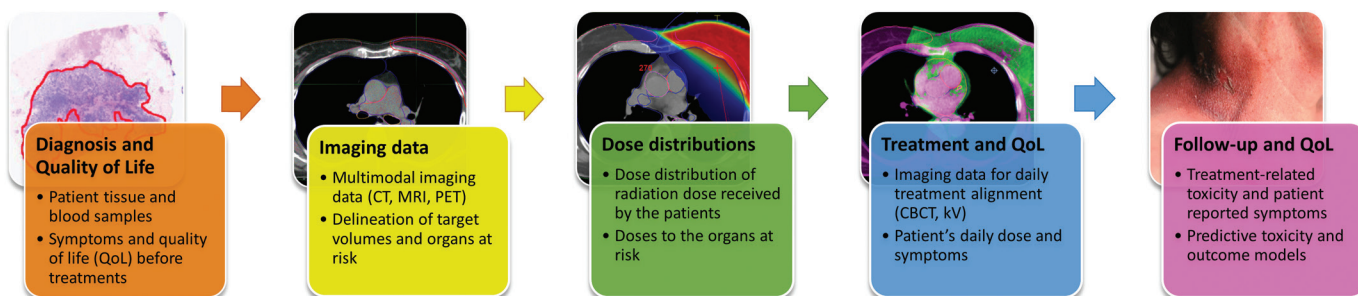 Diagnosis and
Quality of Life
• Patient tissue and
blood samples
• Symptoms and quality
of life (QoL) before
treatments
Imaging data
• Multimodal imaging
data (CT, MRI, PET)
• Delineation of target
volumes and organs at
risk
Dose distributions
• Dose distribution of
radiation dose received
by the patients
• Doses to the organs at
risk
Treatment and QoL
• Imaging data for daily
treatment alignment
(CBCT, kV)
• Patient’s daily dose and
symptoms
Follow-up and QoL
• Treatment-related
toxicity and patient
reported symptoms
• Predictive toxicity and
outcome models